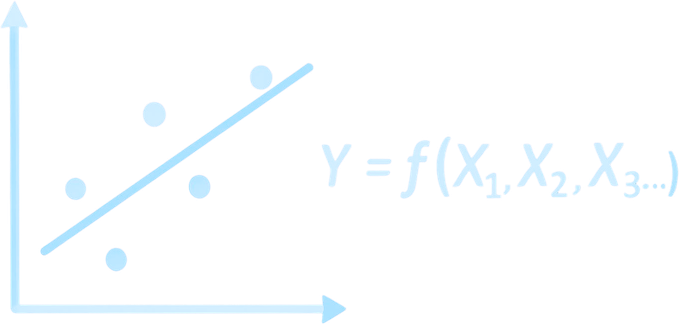 Y = f(X₁, X₂, X₃...)